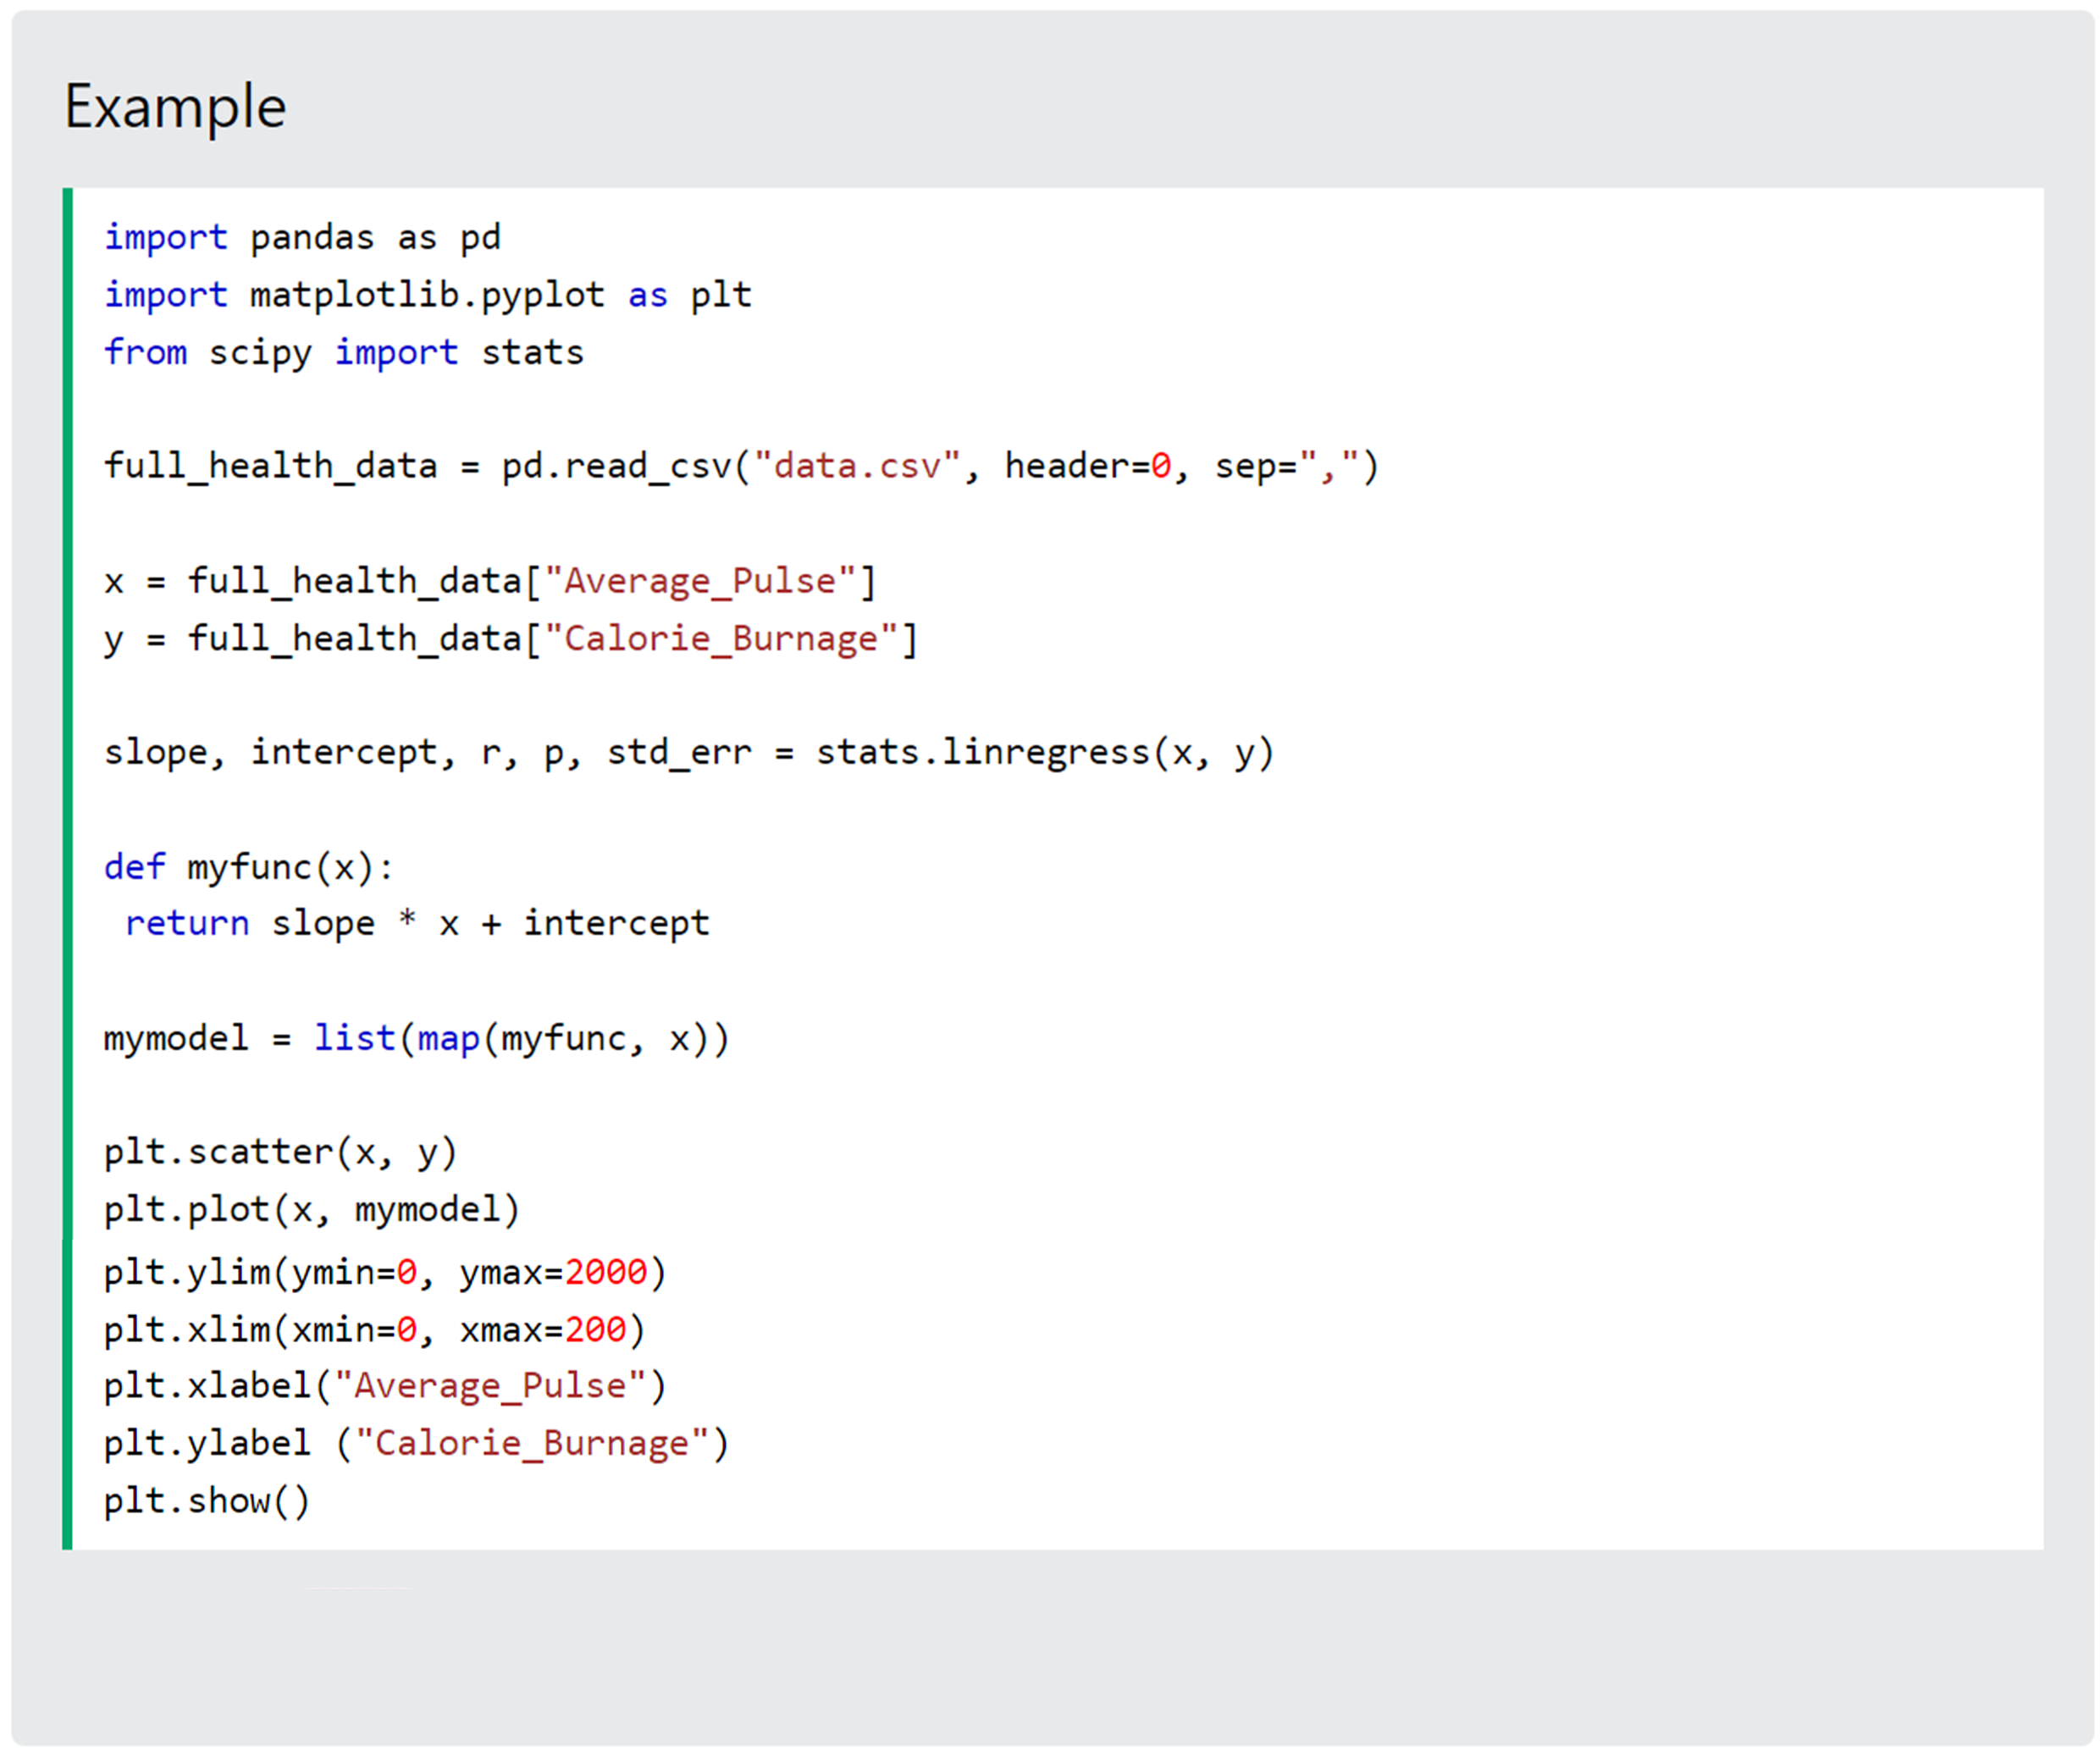 Example
import pandas as pd
import matplotlib.pyplot as plt
from scipy import stats
full_health_data = pd.read_csv("data.csv", header=0, sep=",")
x = full_health_data["Average_Pulse"]
y = full_health_data["Calorie_Burnage"]
slope, intercept, r, p, std_err = stats.linregress(x, y)
def myfunc(x):
 return slope * x + intercept
mymodel = list(map(myfunc, x))
plt.scatter(x, y)
plt.plot(x, mymodel)
plt.ylim(ymin=0, ymax=2000)
plt.xlim(xmin=0, xmax=200)
plt.xlabel("Average_Pulse")
plt.ylabel ("Calorie_Burnage")
plt.show()